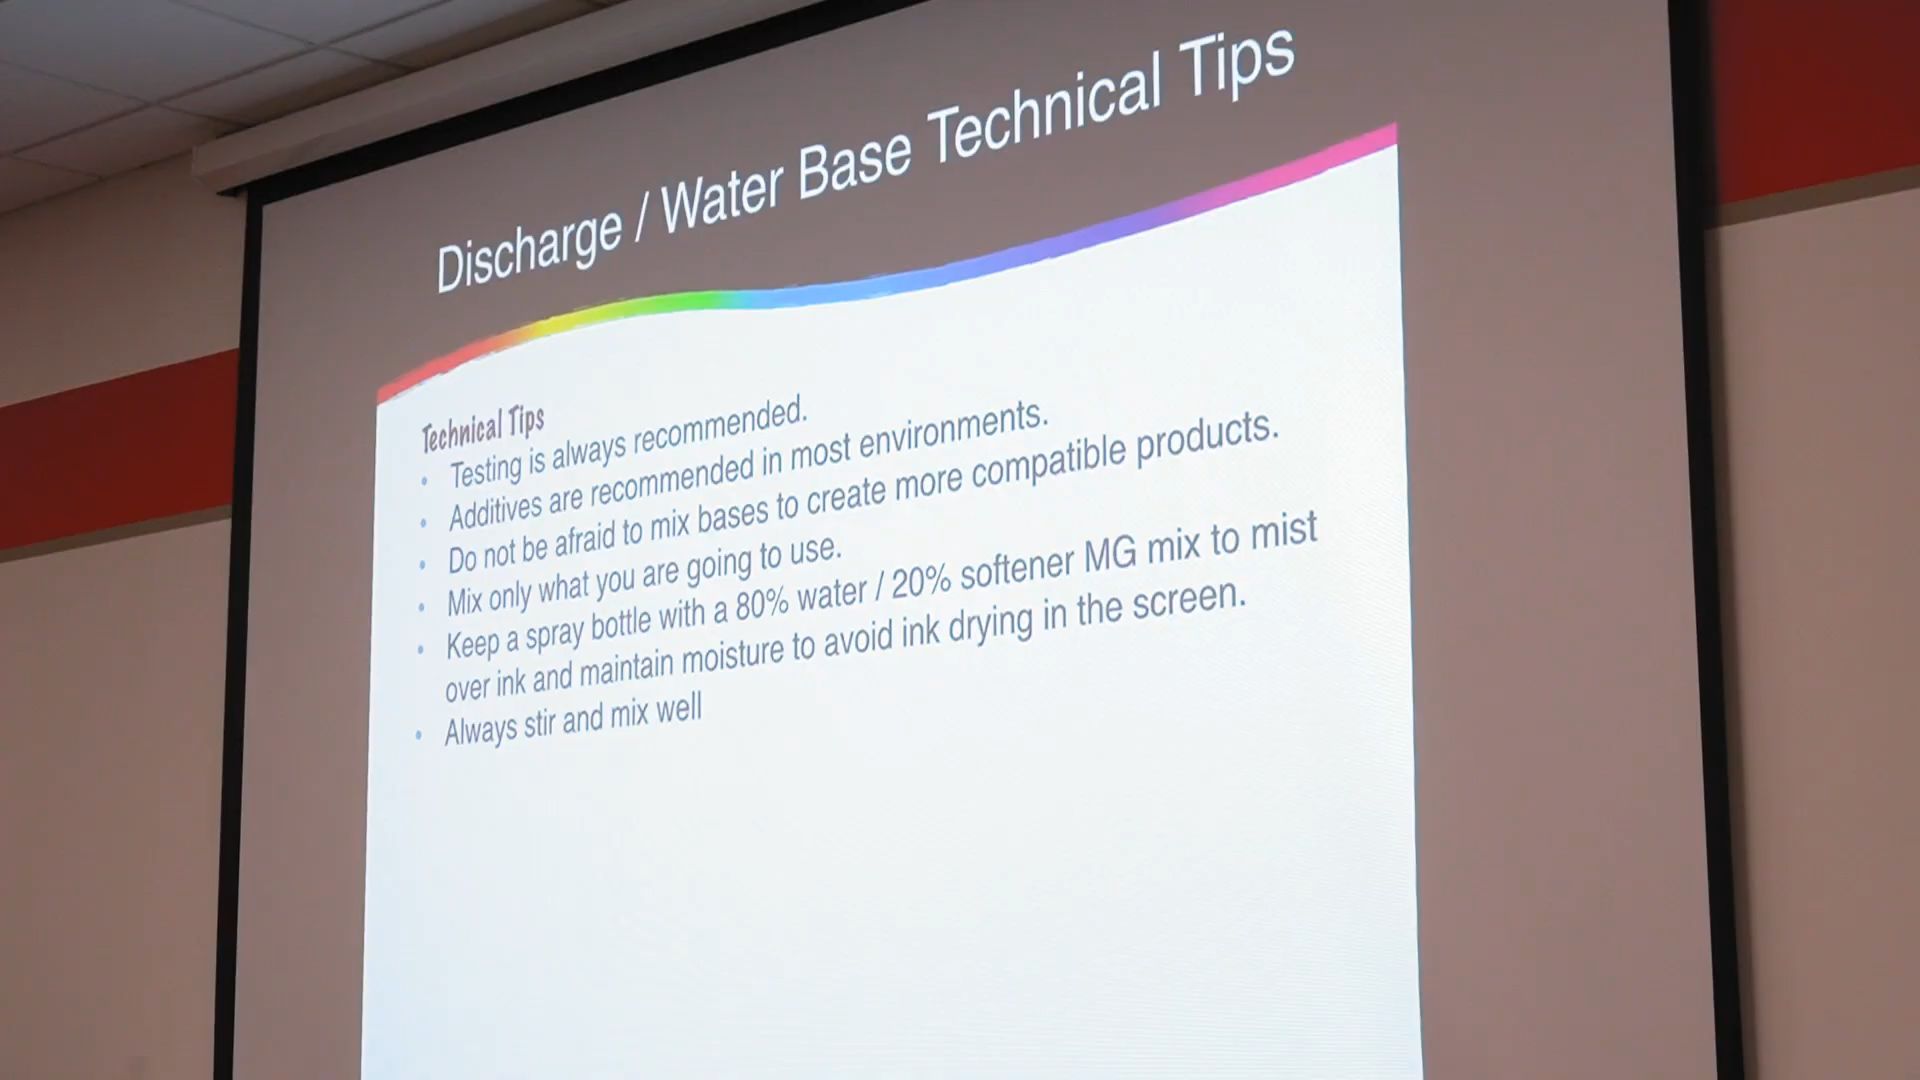 Discharge / Water Base Technical Tips
Technical Tips
• Testing is always recommended.
• Additives are recommended in most environments.
• Do not be afraid to mix bases to create more compatible products.
• Mix only what you are going to use.
• Keep a spray bottle with a 80% water / 20% softener MG mix to mist
over ink and maintain moisture to avoid ink drying in the screen.
• Always stir and mix well